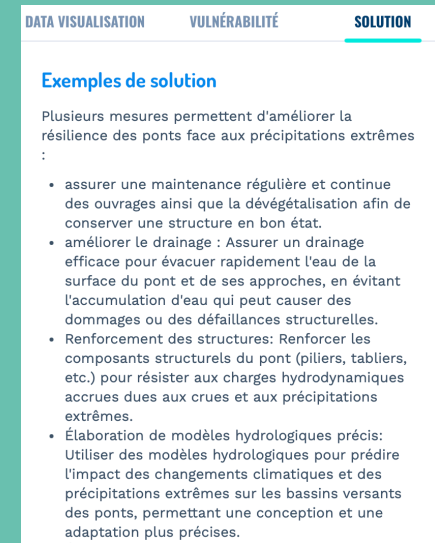 DATA VISUALISATION VULNÉRABILITÉ SOLUTION
Exemples de solution
Plusieurs mesures permettent d'améliorer la
résilience des ponts face aux précipitations extrêmes
:
• assurer une maintenance régulière et continue
des ouvrages ainsi que la dévégétalisation afin de
conserver une structure en bon état.
• améliorer le drainage : Assurer un drainage
efficace pour évacuer rapidement l'eau de la
surface du pont et de ses approches, en évitant
l'accumulation d'eau qui peut causer des
dommages ou des défaillances structurelles.
• Renforcement des structures: Renforcer les
composants structurels du pont (piliers, tabliers,
etc.) pour résister aux charges hydrodynamiques
accrues dues aux crues et aux précipitations
extrêmes.
• Élaboration de modèles hydrologiques précis:
Utiliser des modèles hydrologiques pour prédire
l'impact des changements climatiques et des
précipitations extrêmes sur les bassins versants
des ponts, permettant une conception et une
adaptation plus précises.